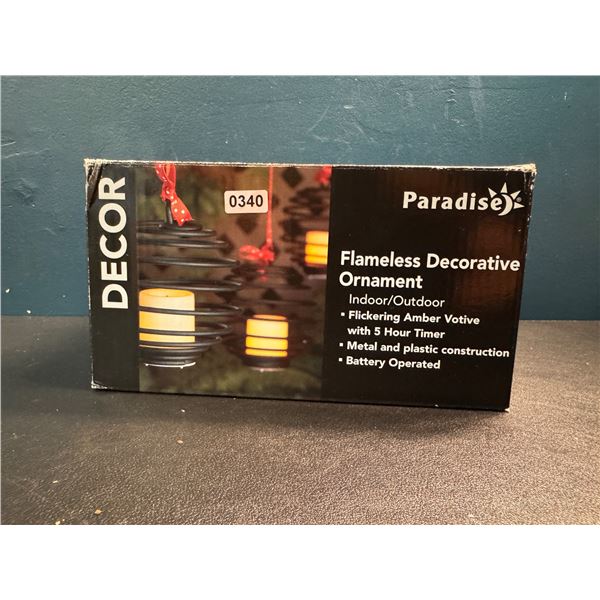 DECOR
0340
Paradise
Flameless Decorative
Ornament
Indoor/Outdoor
▪ Flickering Amber Votive
with 5 Hour Timer
▪ Metal and plastic construction
▪ Battery Operated